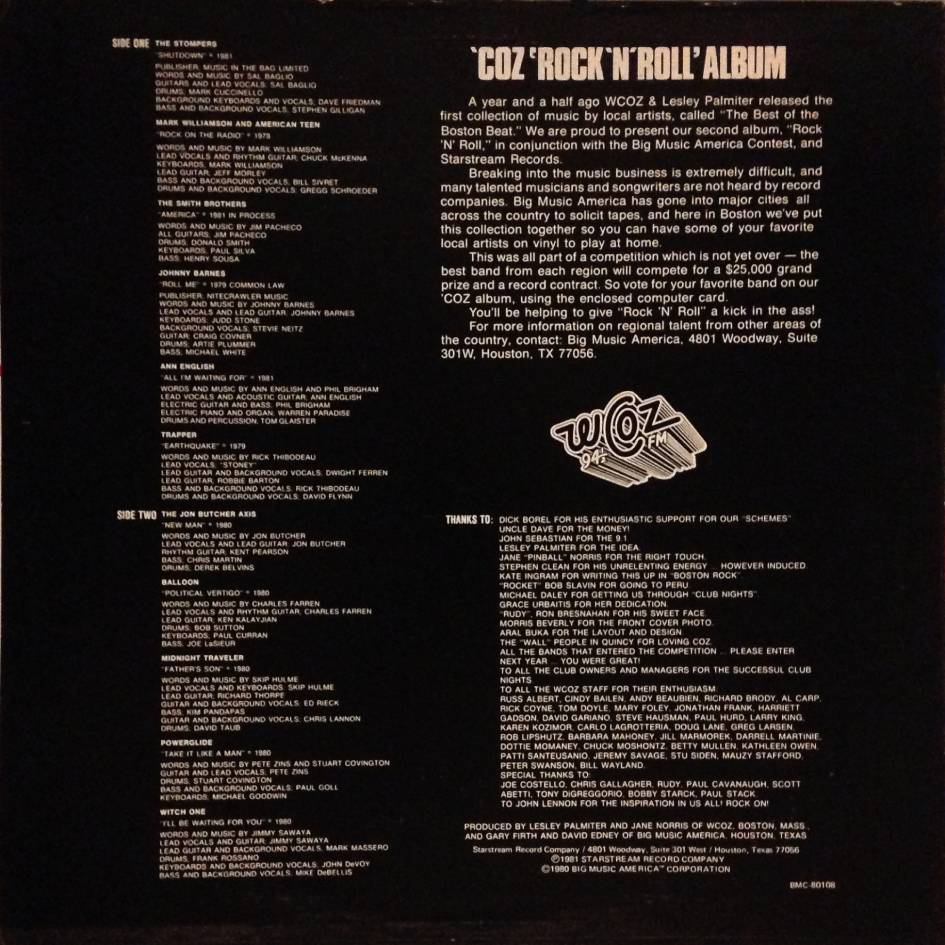 SIDE ONE THE STOMPERS
"SHUTDOWN" * 1981
PUBLISHER: MUSIC IN THE BAG LIMITED
WORDS AND MUSIC BY SAL BAGLIO
GUITARS AND LEAD VOCALS: SAL BAGLIO
DRUMS: MARK CUCCINELLO
BACKGROUND KEYBOARDS AND VOCALS: DAVE FRIEDMAN
BASS AND BACKGROUND VOCALS: STEPHEN GILLIGAN
MARK WILLIAMSON AND AMERICAN TEEN
"ROCK ON THE RADIO" * 1979
WORDS AND MUSIC BY MARK WILLIAMSON
LEAD VOCALS AND RHYTHM GUITAR: CHUCK McKENNA
KEYBOARDS: MARK WILLIAMSON
LEAD GUITAR: JEFF MORLEY
BASS AND BACKGROUND VOCALS: BILL SIVRET
DRUMS AND BACKGROUND VOCALS: GREGG SCHROEDER
THE SMITH BROTHERS
"AMERICA" * 1981 IN PROCESS
WORDS AND MUSIC BY JIM PACHECO
ALL GUITARS: JIM PACHECO
DRUMS: DONALD SMITH
KEYBOARDS: PAUL SILVA
BASS: HENRY SOUSA
JOHNNY BARNES
"ROLL ME" * 1979 COMMON LAW
PUBLISHER: NITECRAWLER MUSIC
WORDS AND MUSIC BY JOHNNY BARNES
LEAD VOCALS AND LEAD GUITAR: JOHNNY BARNES
KEYBOARDS: JUDD STONE
BACKGROUND VOCALS: STEVIE NEITZ
GUITAR: CRAIG COVNER
DRUMS: ARTIE PLUMMER
BASS: MICHAEL WHITE
ANN ENGLISH
"ALL I'M WAITING FOR" * 1981
WORDS AND MUSIC BY ANN ENGLISH AND PHIL BRIGHAM
LEAD VOCALS AND ACOUSTIC GUITAR: ANN ENGLISH
ELECTRIC GUITAR AND BASS: PHIL BRIGHAM
ELECTRIC PIANO AND ORGAN: WARREN PARADISE
DRUMS AND PERCUSSION: TOM GLAISTER
TRAPPER
"EARTHQUAKE" * 1979
WORDS AND MUSIC BY RICK THIBODEAU
LEAD VOCALS: "STONEY"
LEAD GUITAR AND BACKGROUND VOCALS: DWIGHT FERREN
LEAD GUITAR: ROBBIE BARTON
BASS AND BACKGROUND VOCALS: RICK THIBODEAU
DRUMS AND BACKGROUND VOCALS: DAVID FLYNN
SIDE TWO THE JON BUTCHER AXIS
"NEW MAN" * 1980
WORDS AND MUSIC BY JON BUTCHER
LEAD VOCALS AND LEAD GUITAR: JON BUTCHER
RHYTHM GUITAR: KENT PEARSON
BASS: CHRIS MARTIN
DRUMS: DEREK BELVINS
BALLOON
"POLITICAL VERTIGO" * 1980
WORDS AND MUSIC BY CHARLES FARREN
LEAD VOCALS AND RHYTHM GUITAR: CHARLES FARREN
LEAD GUITAR: KEN KALAYJIAN
DRUMS: BOB SUTTON
KEYBOARDS: PAUL CURRAN
BASS: JOE LaSIEUR
MIDNIGHT TRAVELER
"FATHER'S SON" * 1980
WORDS AND MUSIC BY SKIP HULME
LEAD VOCALS AND KEYBOARDS: SKIP HULME
LEAD GUITAR: RICHARD THORPE
GUITAR AND BACKGROUND VOCALS: ED RIECK
BASS: KIM PANDAPAS
GUITAR AND BACKGROUND VOCALS: CHRIS LANNON
DRUMS: DAVID TAUB
POWERGLIDE
"TAKE IT LIKE A MAN" * 1980
WORDS AND MUSIC BY PETE ZINS AND STUART COVINGTON
GUITAR AND LEAD VOCALS: PETE ZINS
DRUMS: STUART COVINGTON
BASS AND BACKGROUND VOCALS: PAUL GOLL
KEYBOARDS: MICHAEL GOODWIN
WITCH ONE
"I'LL BE WAITING FOR YOU" * 1980
WORDS AND MUSIC BY JIMMY SAWAYA
LEAD VOCALS AND GUITAR: JIMMY SAWAYA
LEAD GUITAR AND BACKGROUND VOCALS: MARK MASSERO
DRUMS: FRANK ROSSANO
KEYBOARDS AND BACKGROUND VOCALS: JOHN DeVOY
BASS AND BACKGROUND VOCALS: MIKE DeBELLIS
'COZ 'ROCK 'N' ROLL' ALBUM
A year and a half ago WCOZ & Lesley Palmiter released the
first collection of music by local artists, called "The Best of the
Boston Beat." We are proud to present our second album, "Rock
'N' Roll," in conjunction with the Big Music America Contest, and
Starstream Records.
Breaking into the music business is extremely difficult, and
many talented musicians and songwriters are not heard by record
companies. Big Music America has gone into major cities all
across the country to solicit tapes, and here in Boston we've put
this collection together so you can have some of your favorite
local artists on vinyl to play at home.
This was all part of a competition which is not yet over — the
best band from each region will compete for a $25,000 grand
prize and a record contract. So vote for your favorite band on our
'COZ album, using the enclosed computer card.
You'll be helping to give "Rock 'N' Roll" a kick in the ass!
For more information on regional talent from other areas of
the country, contact: Big Music America, 4801 Woodway, Suite
301W, Houston, TX 77056.
WCOZ
94.5 FM
THANKS TO: DICK BOREL FOR HIS ENTHUSIASTIC SUPPORT FOR OUR "SCHEMES"
UNCLE DAVE FOR THE MONEY!
JOHN SEBASTIAN FOR THE 9.1
LESLEY PALMITER FOR THE IDEA.
JANE "PINBALL" NORRIS FOR THE RIGHT TOUCH.
STEPHEN CLEAN FOR HIS UNRELENTING ENERGY ... HOWEVER INDUCED.
KATE INGRAM FOR WRITING THIS UP IN "BOSTON ROCK".
"ROCKET" BOB SLAVIN FOR GOING TO PERU.
MICHAEL DALEY FOR GETTING US THROUGH "CLUB NIGHTS".
GRACE URBAITIS FOR HER DEDICATION.
"RUDY", RON BRESNAHAN FOR HIS SWEET FACE.
MORRIS BEVERLY FOR THE FRONT COVER PHOTO.
ARAL BUKA FOR THE LAYOUT AND DESIGN.
THE "WALL" PEOPLE IN QUINCY FOR LOVING COZ.
ALL THE BANDS THAT ENTERED THE COMPETITION ... PLEASE ENTER
NEXT YEAR ... YOU WERE GREAT!
TO ALL THE CLUB OWNERS AND MANAGERS FOR THE SUCCESSUL CLUB
NIGHTS.
TO ALL THE WCOZ STAFF FOR THEIR ENTHUSIASM:
RUSS ALBERT, CINDY BAILEN, ANDY BEAUBIEN, RICHARD BRODY, AL CARP,
RICK COYNE, TOM DOYLE, MARY FOLEY, JONATHAN FRANK, HARRIETT
GADSON, DAVID GARIANO, STEVE HAUSMAN, PAUL HURD, LARRY KING,
KAREN KOZIMOR, CARLO LAGROTTERIA, DOUG LANE, GREG LARSEN,
ROB LIPSHUTZ, BARBARA MAHONEY, JILL MARMOREK, DARRELL MARTINIE,
DOTTIE MOMANEY, CHUCK MOSHONTZ, BETTY MULLEN, KATHLEEN OWEN,
PATTI SANTEUSANIO, JEREMY SAVAGE, STU SIDEN, MAUZY STAFFORD,
PETER SWANSON, BILL WAYLAND.
SPECIAL THANKS TO:
JOE COSTELLO, CHRIS GALLAGHER, RUDY, PAUL CAVANAUGH, SCOTT
ABETTI, TONY DiGREGGORIO, BOBBY STARCK, PAUL STACK
TO JOHN LENNON FOR THE INSPIRATION IN US ALL! ROCK ON!
PRODUCED BY LESLEY PALMITER AND JANE NORRIS OF WCOZ, BOSTON, MASS.,
AND GARY FIRTH AND DAVID EDNEY OF BIG MUSIC AMERICA, HOUSTON, TEXAS
Starstream Record Company / 4801 Woodway, Suite 301 West / Houston, Texas 77056
Ⓟ1981 STARSTREAM RECORD COMPANY
©1980 BIG MUSIC AMERICA™ CORPORATION
BMC-80108